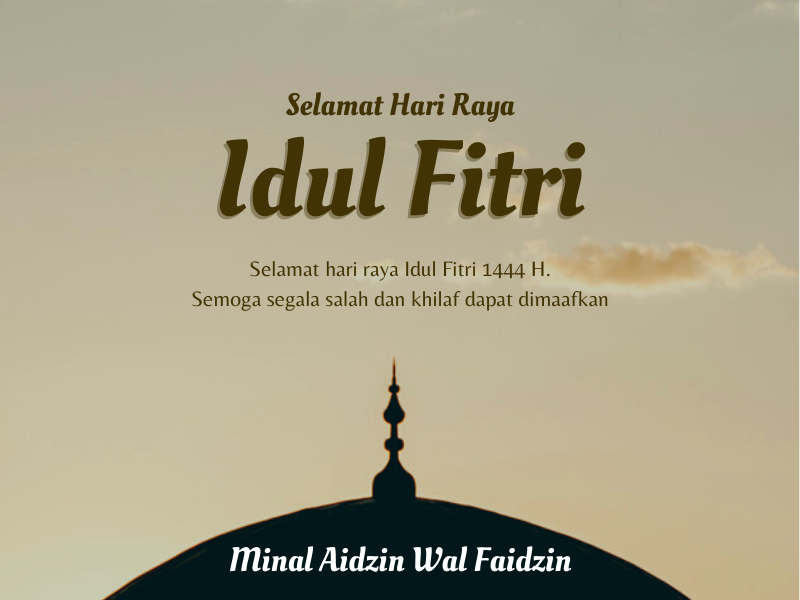 Selamat Hari Raya
Idul Fitri
Selamat hari raya Idul Fitri 1444 H.
Semoga segala salah dan khilaf dapat dimaafkan
Minal Aidzin Wal Faidzin